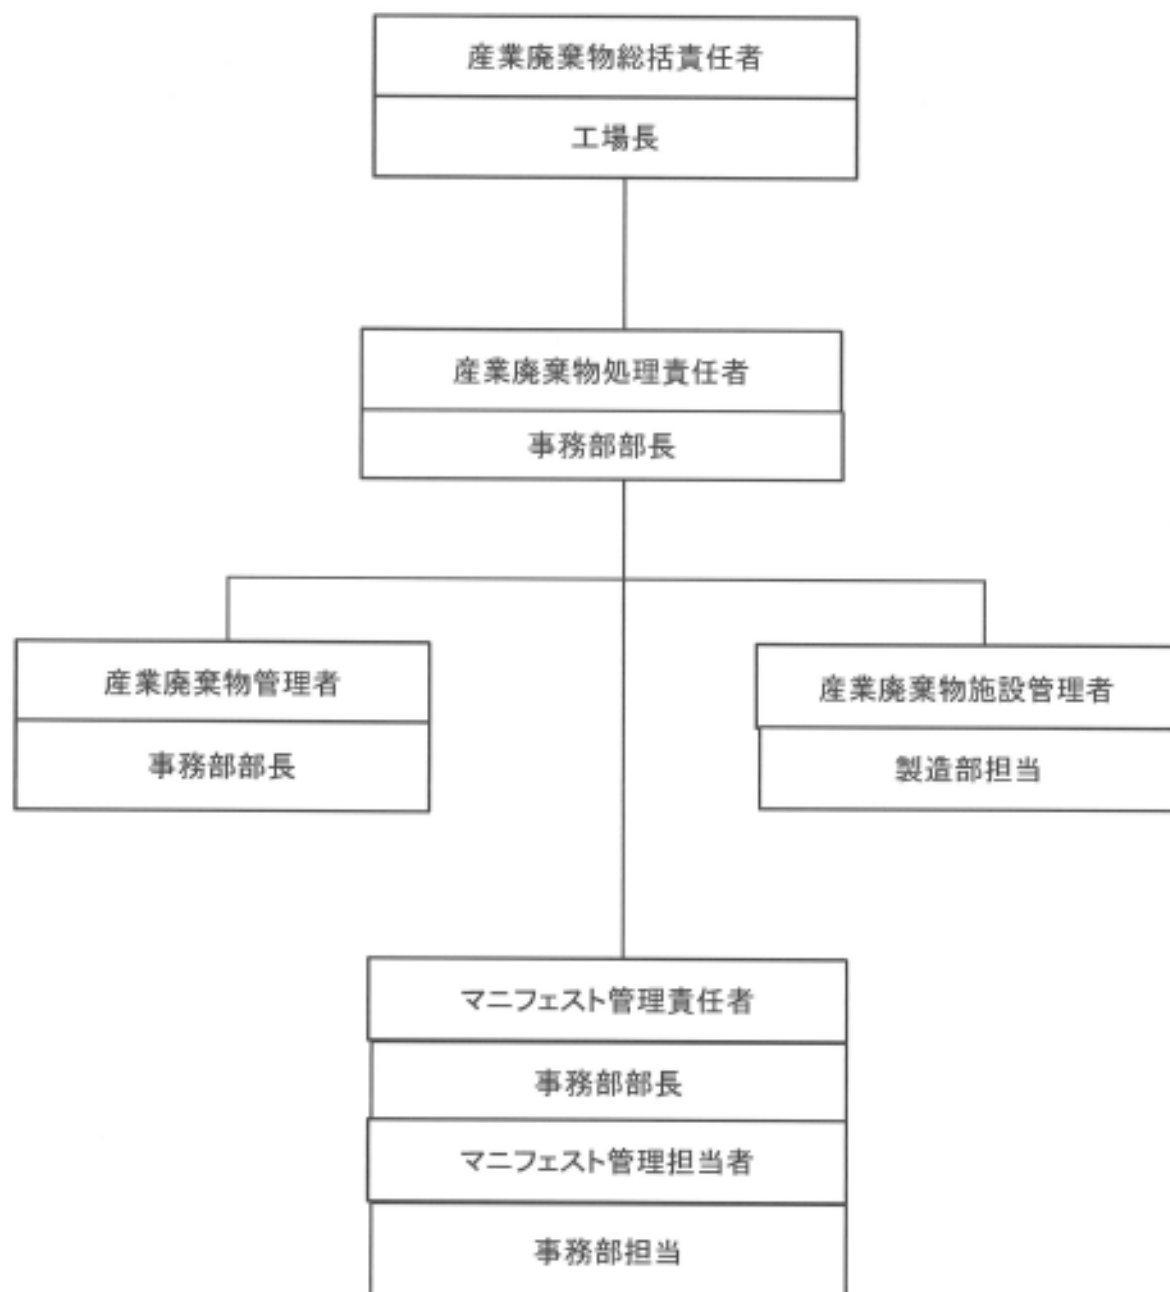 産業廃棄物総括責任者
工場長
産業廃棄物処理責任者
事務部部長
産業廃棄物管理者
事務部部長
産業廃棄物施設管理者
製造部担当
マニフェスト管理責任者
事務部部長
マニフェスト管理担当者
事務部担当